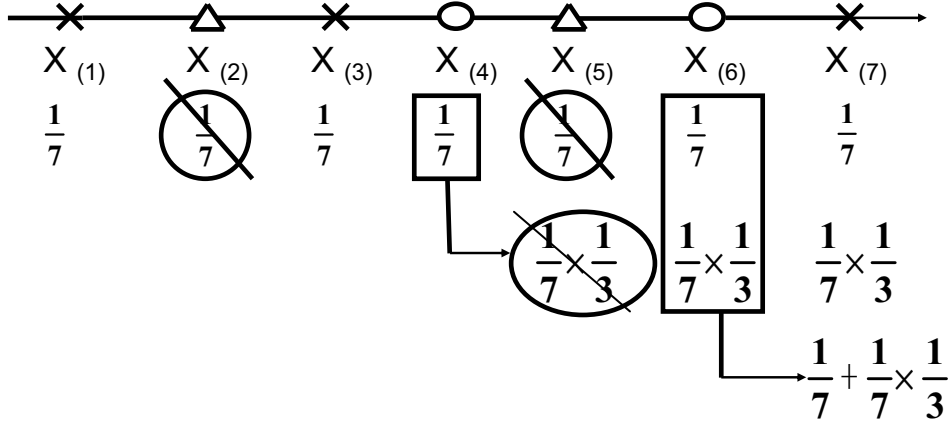 X (1) X (2) X (3) X (4) X (5) X (6) X (7)
1/7 1/7 1/7 1/7 1/7 1/7 1/7
1/7 × 1/3 1/7 × 1/3 1/7 × 1/3
1/7 + 1/7 × 1/3